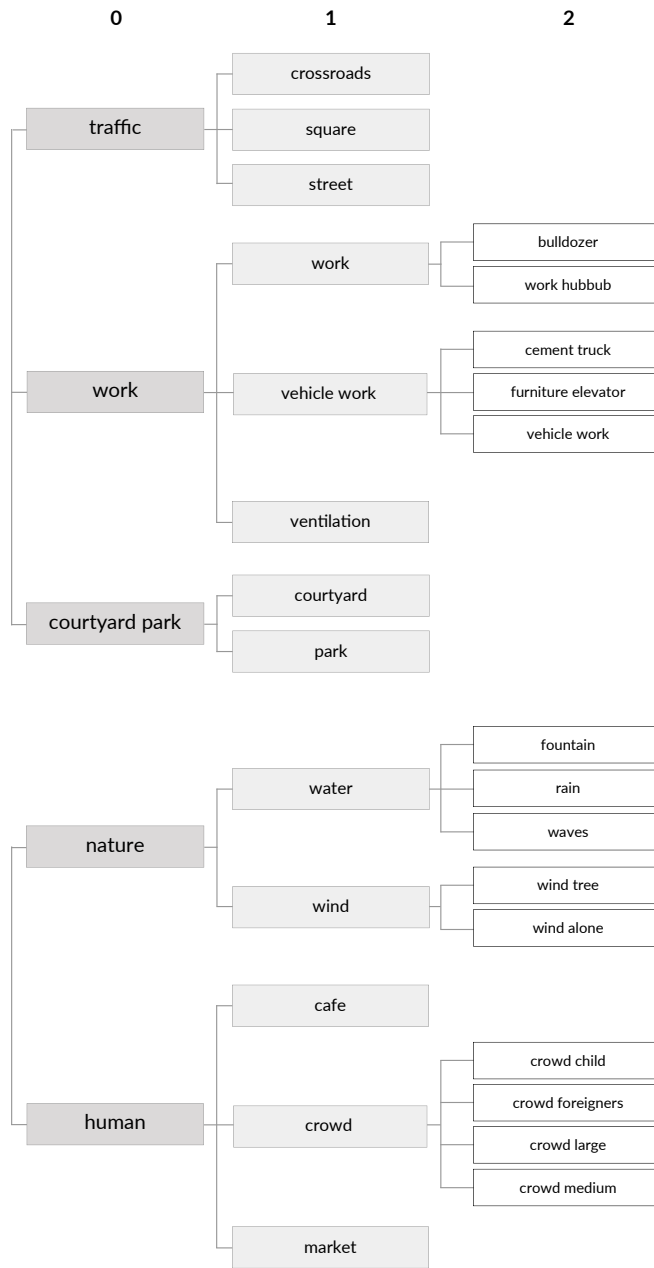 0 1 2
crossroads
traffic
square
street
bulldozer
work
work hubbub
cement truck
work
vehicle work
furniture elevator
vehicle work
ventilation
courtyard
courtyard park
park
fountain
water
rain
waves
nature
wind tree
wind
wind alone
cafe
crowd child
crowd foreigners
human
crowd
crowd large
crowd medium
market